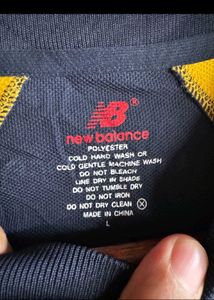 NB
new balance
POLYESTER
COLD HAND WASH OR
COLD GENTLE MACHINE WASH
DO NOT BLEACH
LINE DRY IN SHADE
DO NOT TUMBLE DRY
DO NOT IRON
DO NOT DRY CLEAN
MADE IN CHINA
L